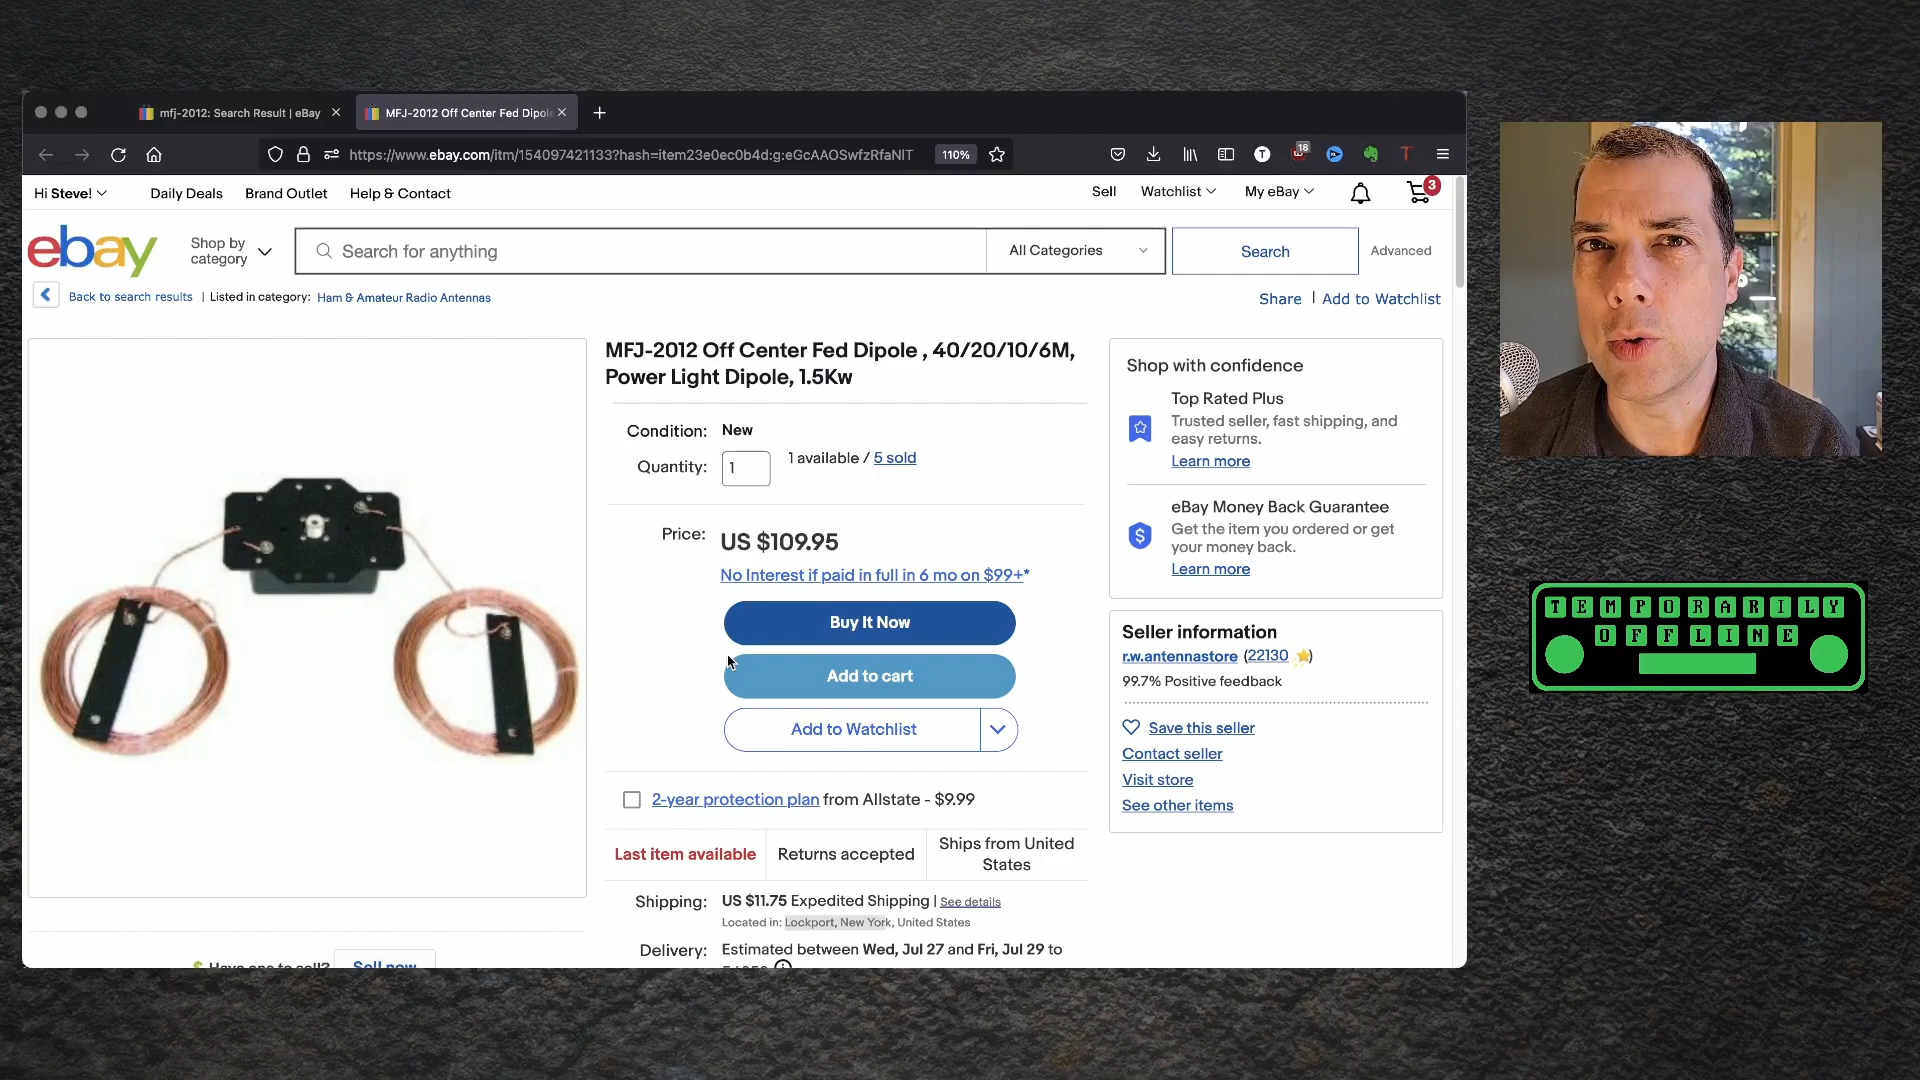 mfj-2012: Search Result | eBay
MFJ-2012 Off Center Fed Dipole
https://www.ebay.com/itm/154097421133?hash=item23e0ec0b4d:g:eGcAAOSwfzRfaNlT
110%
18
T
T
Hi Steve!
Daily Deals
Brand Outlet
Help & Contact
Sell
Watchlist
My eBay
3
ebay
Shop by
category
Search for anything
All Categories
Search
Advanced
Back to search results | Listed in category: Ham & Amateur Radio Antennas
Share | Add to Watchlist
MFJ-2012 Off Center Fed Dipole , 40/20/10/6M,
Power Light Dipole, 1.5Kw
Condition: New
Quantity: 1
1 available / 5 sold
Price: US $109.95
No Interest if paid in full in 6 mo on $99+*
Buy It Now
Add to cart
Add to Watchlist
2-year protection plan from Allstate - $9.99
Last item available
Returns accepted
Ships from United
States
Shipping: US $11.75 Expedited Shipping | See details
Located in: Lockport, New York, United States
Delivery: Estimated between Wed, Jul 27 and Fri, Jul 29 to
Have one to sell? Sell now
Shop with confidence
Top Rated Plus
Trusted seller, fast shipping, and
easy returns.
Learn more
$
eBay Money Back Guarantee
Get the item you ordered or get
your money back.
Learn more
Seller information
r.w.antennastore (22130 )
99.7% Positive feedback
Save this seller
Contact seller
Visit store
See other items
TEMPORARILY
OFFLINE